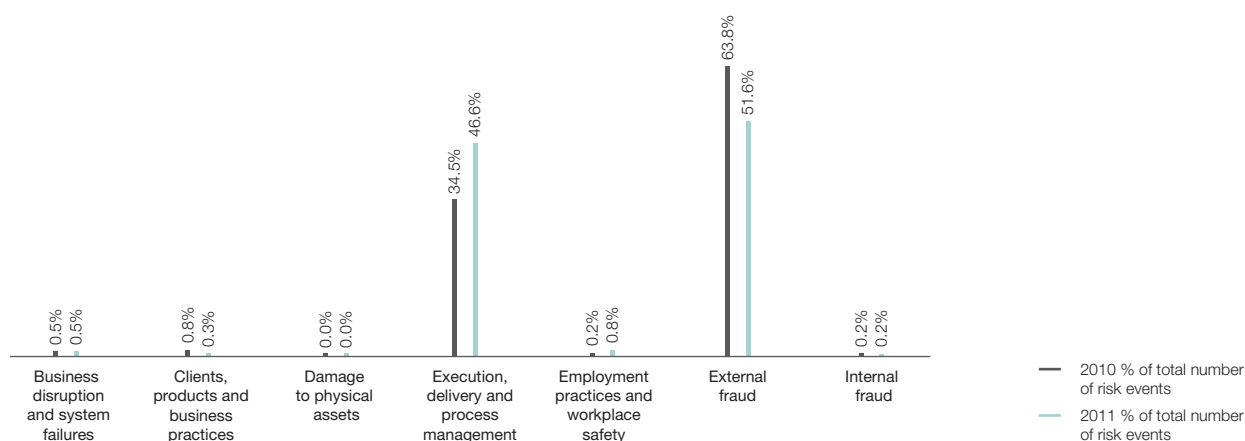 0.5%
0.5%
0.8%
0.3%
0.0%
0.0%
34.5%
46.6%
0.2%
0.8%
63.8%
51.6%
0.2%
0.2%
Business
disruption
and system
failures
Clients,
products and
business
practices
Damage
to physical
assets
Execution,
delivery and
process
management
Employment
practices and
workplace
safety
External
fraud
Internal
fraud
2010 % of total number
of risk events
2011 % of total number
of risk events